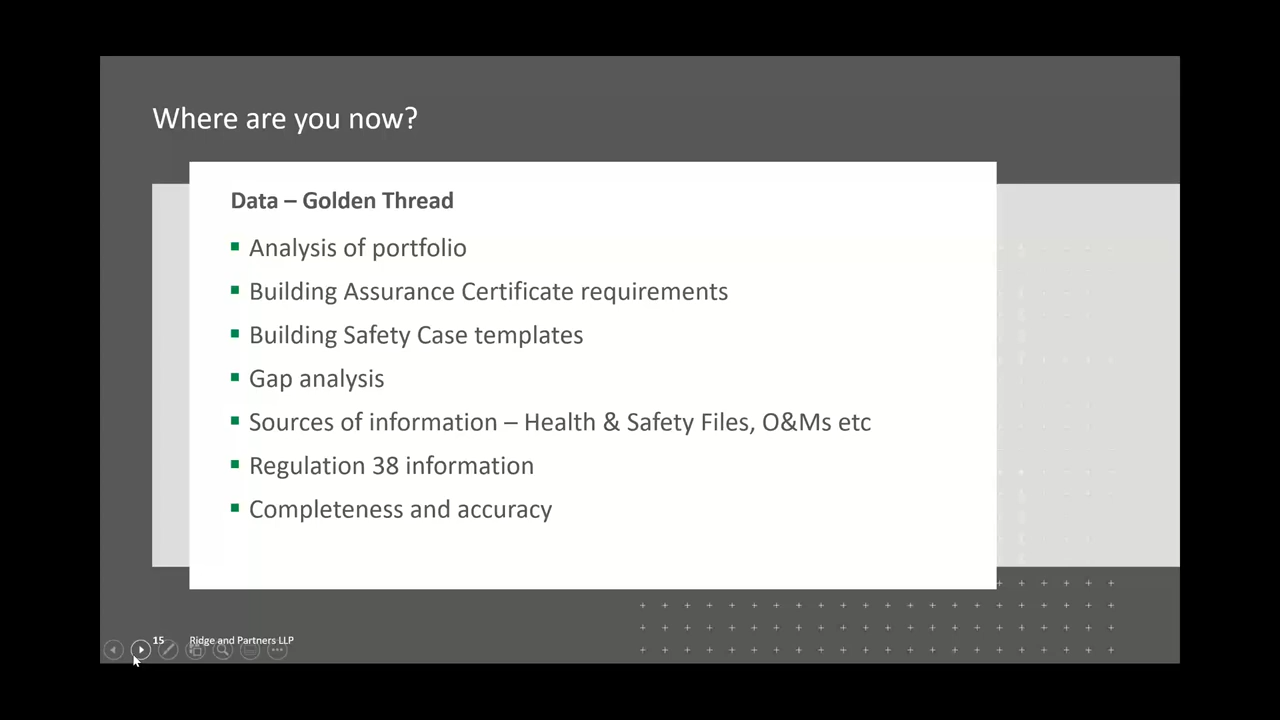 Where are you now?
Data – Golden Thread
Analysis of portfolio
Building Assurance Certificate requirements
Building Safety Case templates
Gap analysis
Sources of information – Health & Safety Files, O&Ms etc
Regulation 38 information
Completeness and accuracy
15 Ridge and Partners LLP